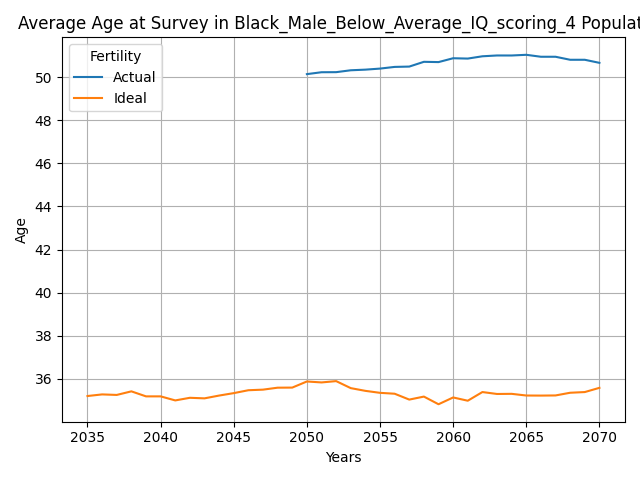 Average Age at Survey in Black_Male_Below_Average_IQ_scoring_4 Populat
Fertility
Actual
Ideal
50
48
46
44
42
40
38
36
Age
2035 2040 2045 2050 2055 2060 2065 2070
Years